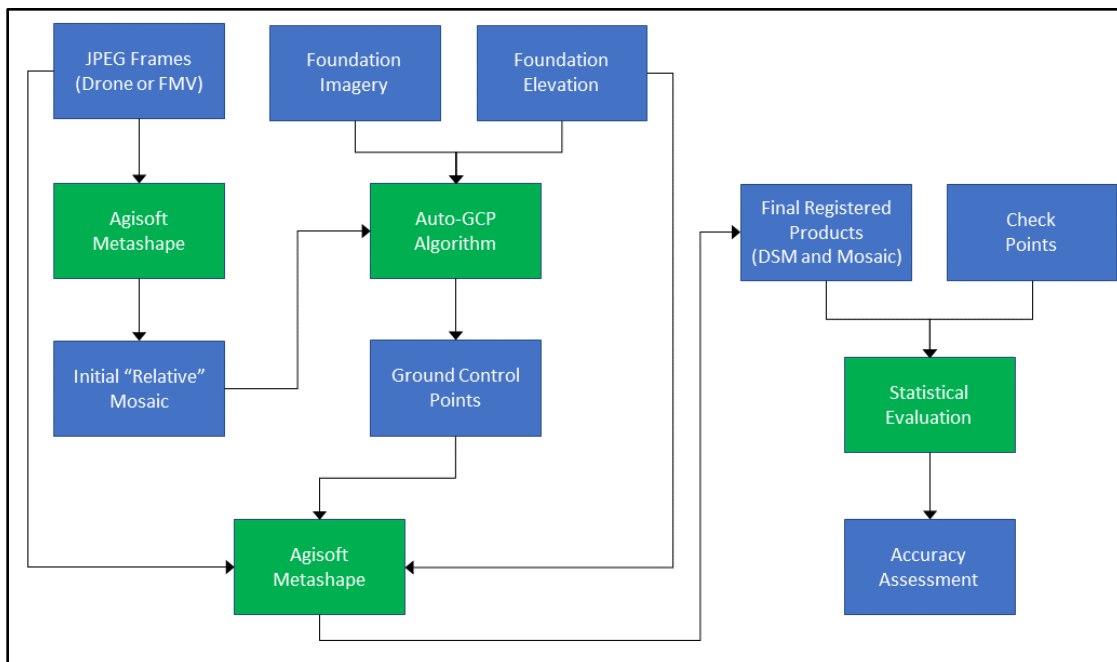 JPEG Frames
(Drone or FMV)
Foundation
Imagery
Foundation
Elevation
Agisoft
Metashape
Auto-GCP
Algorithm
Final Registered
Products
(DSM and Mosaic)
Check
Points
Initial “Relative”
Mosaic
Ground Control
Points
Statistical
Evaluation
Agisoft
Metashape
Accuracy
Assessment